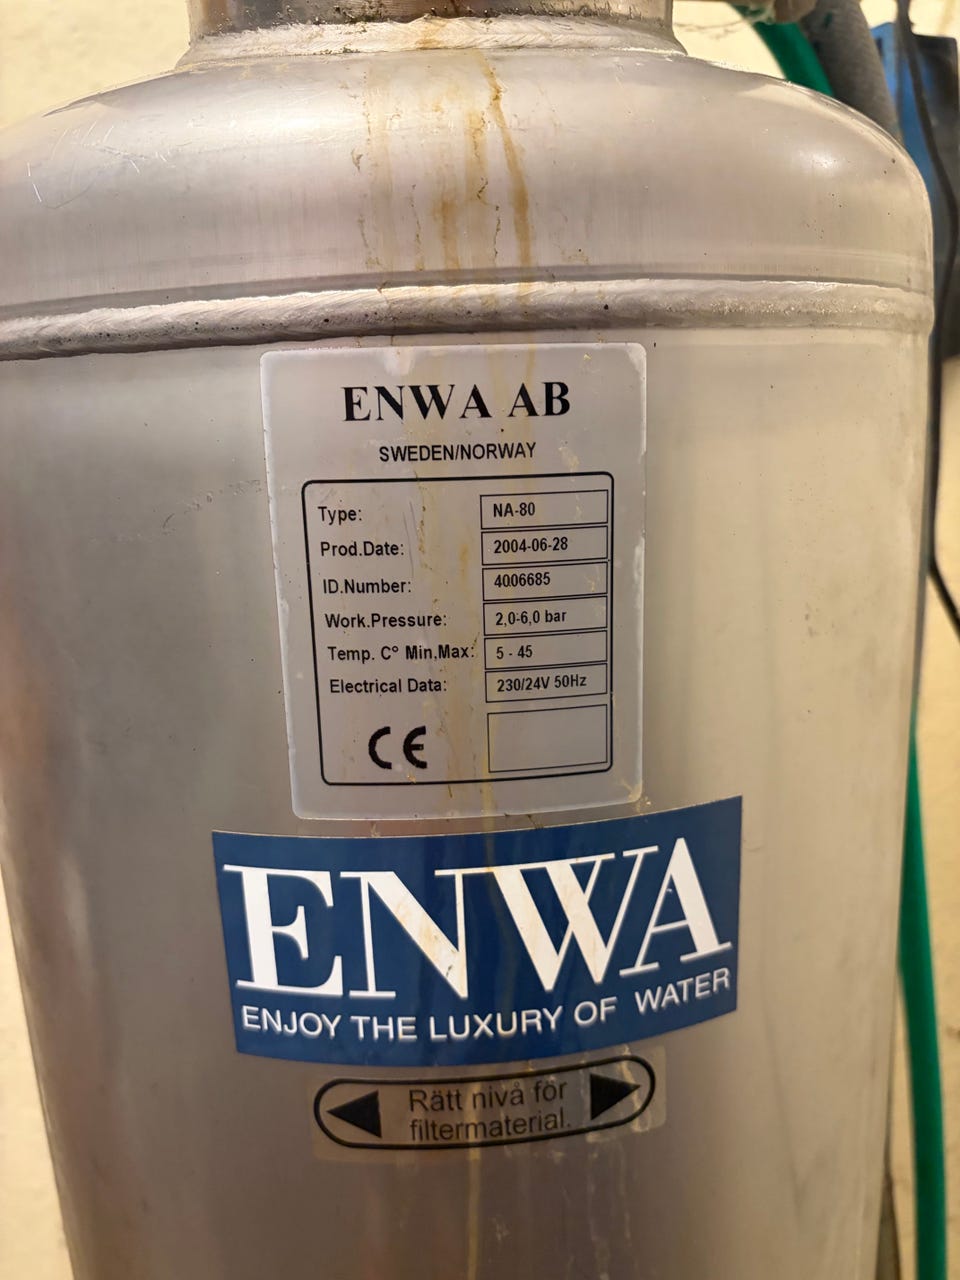 ENWA AB
SWEDEN/NORWAY
Type: NA-80
Prod.Date: 2004-06-28
ID.Number: 4006685
Work.Pressure: 2,0-6,0 bar
Temp. C° Min,Max: 5 - 45
Electrical Data: 230/24V 50Hz
CE
ENWA
ENJOY THE LUXURY OF WATER
Rätt nivå för
filtermaterial.